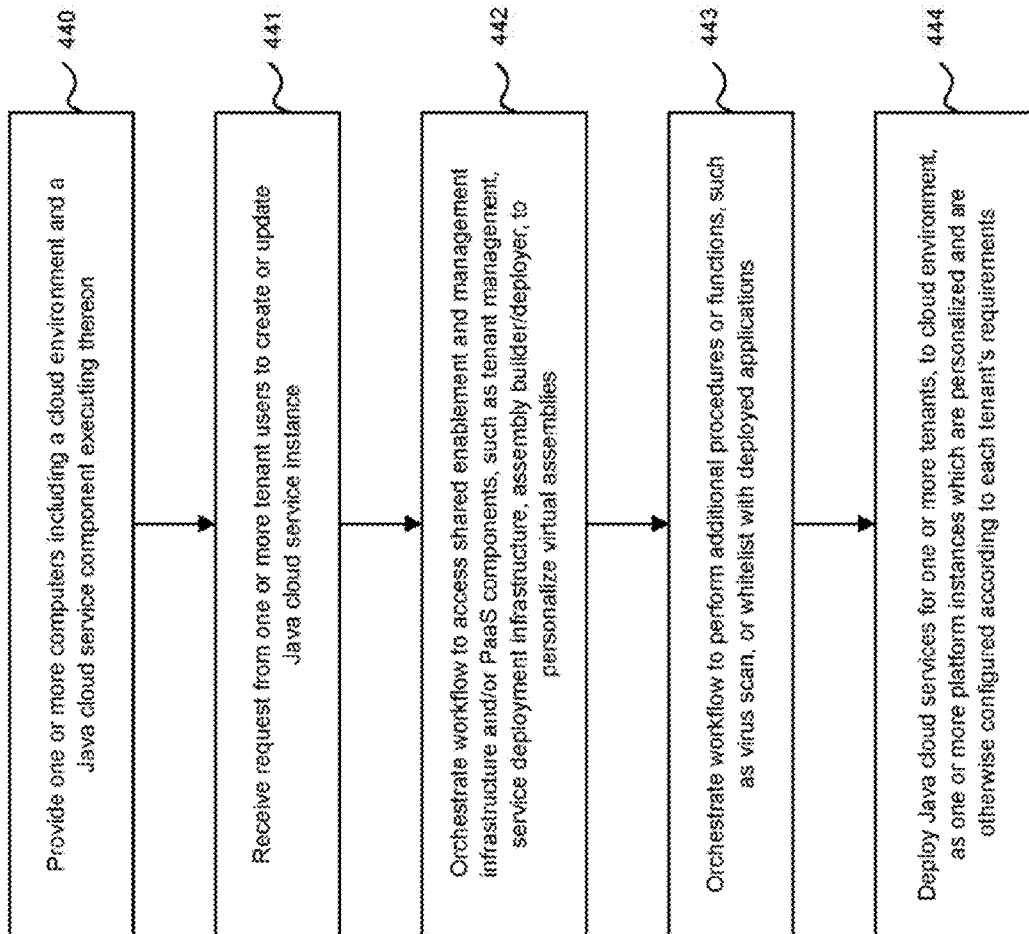 Provide one or more computers including a cloud environment and a
Java cloud service component executing thereon
440
Receive request from one or more tenant users to create or update
Java cloud service instance
441
Orchestrate workflow to access shared enablement and management
infrastructure and/or PaaS components, such as tenant management,
service deployment infrastructure, assembly builder/deployer, to
personalize virtual assemblies
442
Orchestrate workflow to perform additional procedures or functions, such
as virus scan, or whitelist with deployed applications
443
Deploy Java cloud services for one or more tenants, to cloud environment,
as one or more platform instances which are personalized and are
otherwise configured according to each tenant's requirements
444